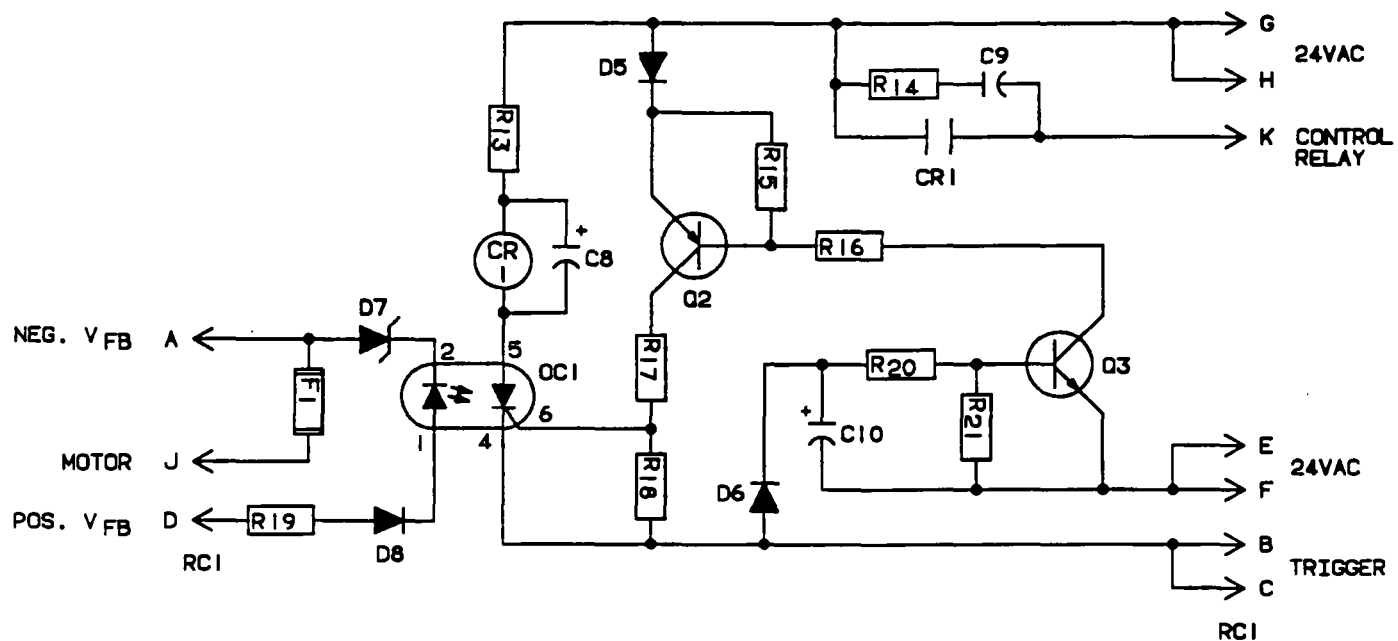 G
24VAC
H
D5
C9
R14
K CONTROL RELAY
CR1
R13
R15
CR
1
+
C8
R16
Q2
D7
NEG. V FB A
2
5
OC1
R17
R20
Q3
F1
6
+
C10
R21
1
4
MOTOR J
E
24VAC
F
R18
D6
POS. V FB D
R19
D8
B
TRIGGER
C
RC1
RC1